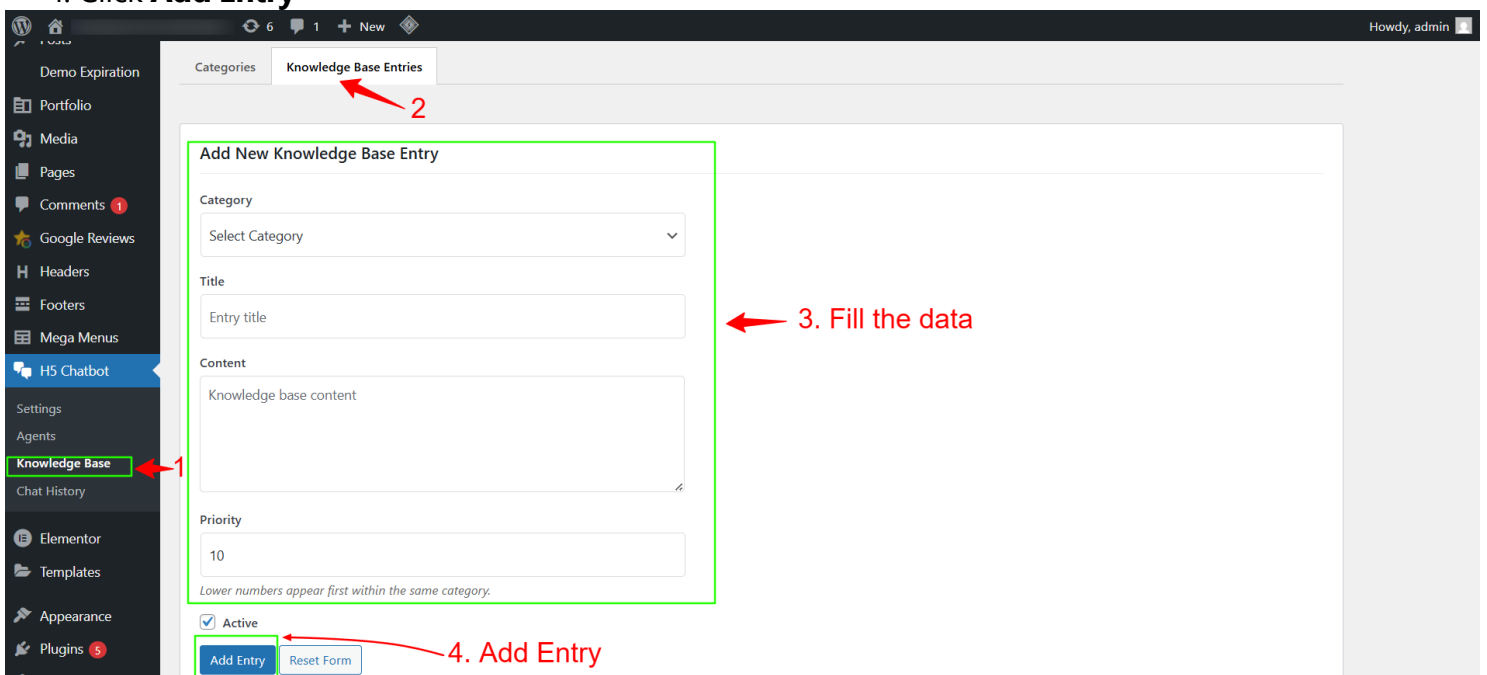 Click Add Entry
6 1 + New
Howdy, admin
Posts
Demo Expiration
Portfolio
Media
Pages
Comments 1
Google Reviews
H Headers
Footers
Mega Menus
H5 Chatbot
Settings
Agents
Knowledge Base
1
Chat History
Elementor
Templates
Appearance
Plugins 5
Categories Knowledge Base Entries
2
Add New Knowledge Base Entry
Category
Select Category
Title
Entry title
3. Fill the data
Content
Knowledge base content
Priority
10
Lower numbers appear first within the same category.
Active
Add Entry Reset Form
4. Add Entry